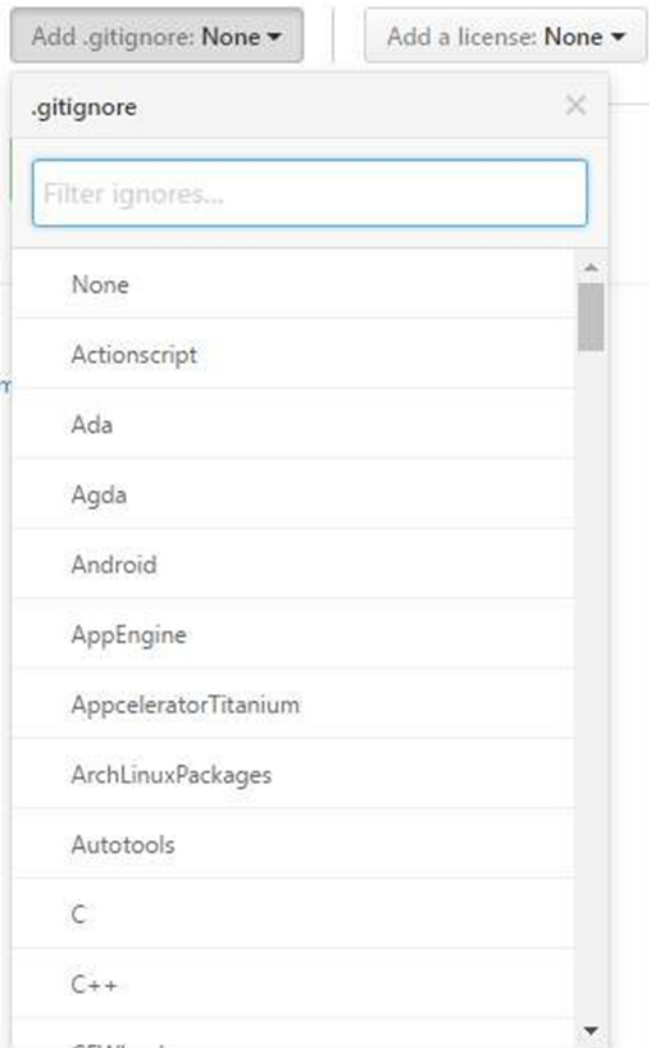 Add .gitignore: None
Add a license: None
.gitignore
Filter ignores...
None
Actionscript
Ada
Agda
Android
AppEngine
AppceleratorTitanium
ArchLinuxPackages
Autotools
C
C++